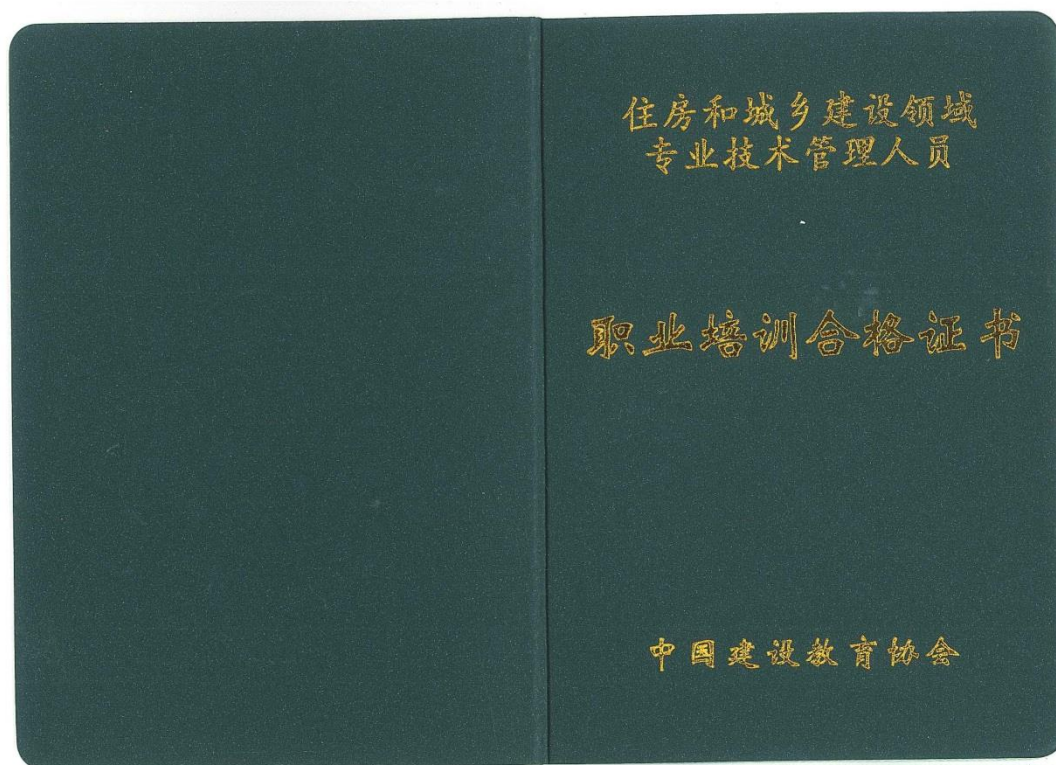 住房和城乡建设领域
专业技术管理人员
职业培训合格证书
中国建设教育协会